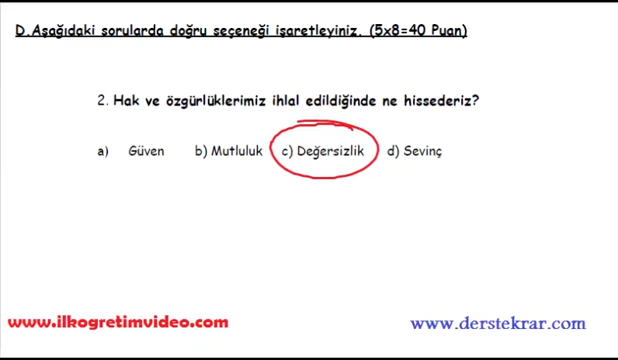 D.Aşağıdaki sorularda doğru seçeneği işaretleyiniz. (5x8=40 Puan)
2. Hak ve özgürlüklerimiz ihlal edildiğinde ne hissederiz?
a) Güven b) Mutluluk c) Değersizlik d) Sevinç
www.ilkogretimvideo.com www.derstekrar.com